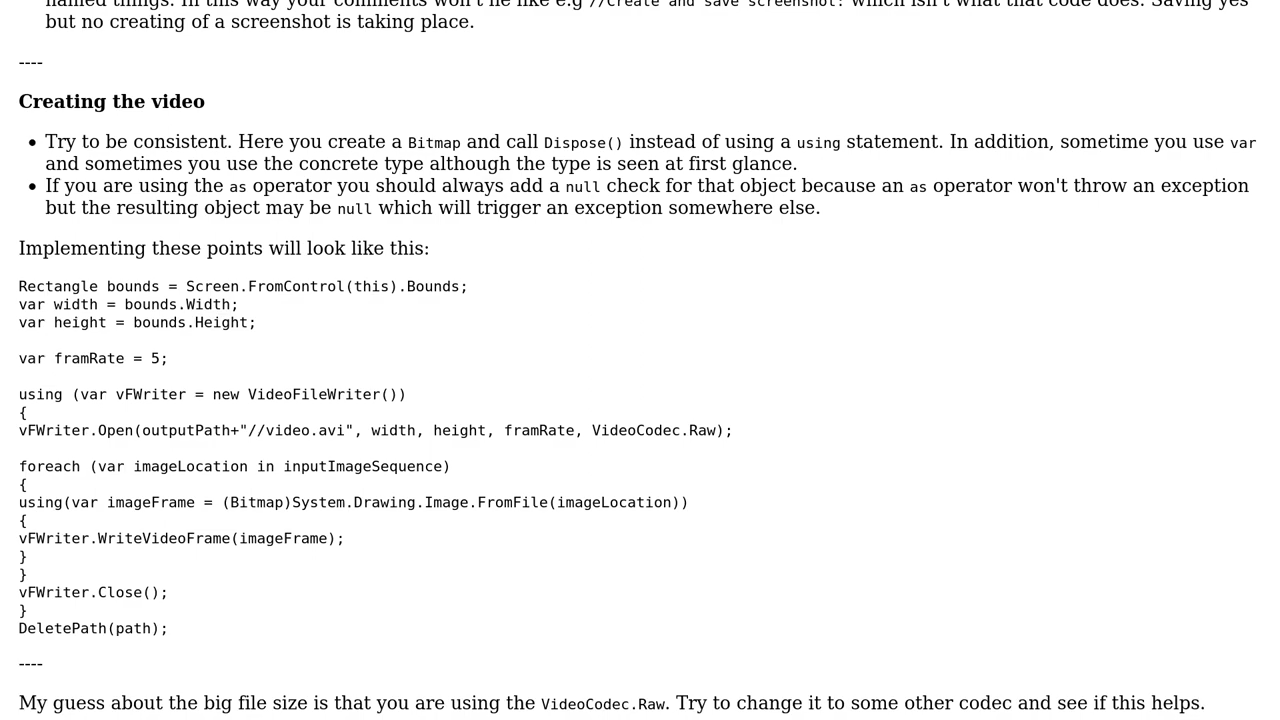 named things. In this way your comments won't lie like e.g //Create and save screenshot: which isn't what that code does. Saving yes
but no creating of a screenshot is taking place.
----
Creating the video
• Try to be consistent. Here you create a Bitmap and call Dispose() instead of using a using statement. In addition, sometime you use var
and sometimes you use the concrete type although the type is seen at first glance.
• If you are using the as operator you should always add a null check for that object because an as operator won't throw an exception
but the resulting object may be null which will trigger an exception somewhere else.
Implementing these points will look like this:
Rectangle bounds = Screen.FromControl(this).Bounds;
var width = bounds.Width;
var height = bounds.Height;
var framRate = 5;
using (var vFWriter = new VideoFileWriter())
{
vFWriter.Open(outputPath+"//video.avi", width, height, framRate, VideoCodec.Raw);
foreach (var imageLocation in inputImageSequence)
{
using(var imageFrame = (Bitmap)System.Drawing.Image.FromFile(imageLocation))
{
vFWriter.WriteVideoFrame(imageFrame);
}
}
vFWriter.Close();
}
DeletePath(path);
----
My guess about the big file size is that you are using the VideoCodec.Raw. Try to change it to some other codec and see if this helps.